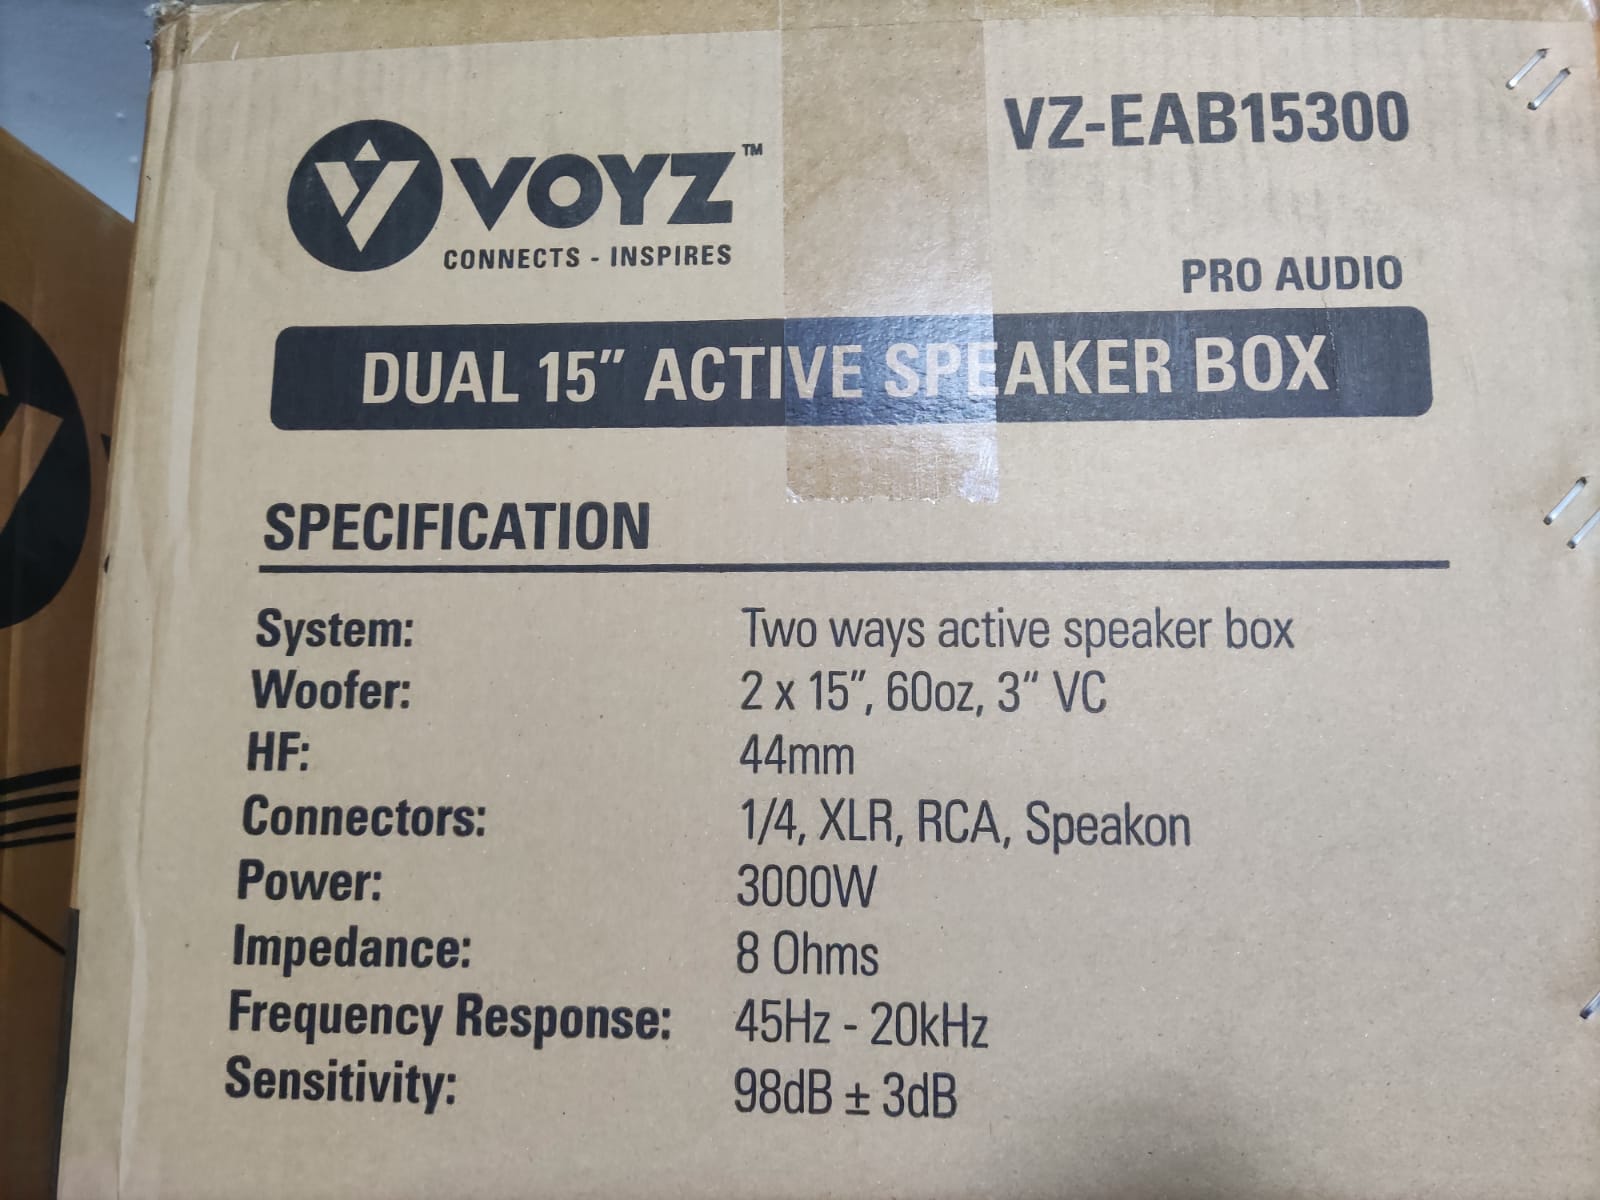 VOYZ™
CONNECTS - INSPIRES
VZ-EAB15300
PRO AUDIO
DUAL 15” ACTIVE SPEAKER BOX
SPECIFICATION
System: Two ways active speaker box
Woofer: 2 x 15”, 60oz, 3“ VC
HF: 44mm
Connectors: 1/4, XLR, RCA, Speakon
Power: 3000W
Impedance: 8 Ohms
Frequency Response: 45Hz - 20kHz
Sensitivity: 98dB ± 3dB